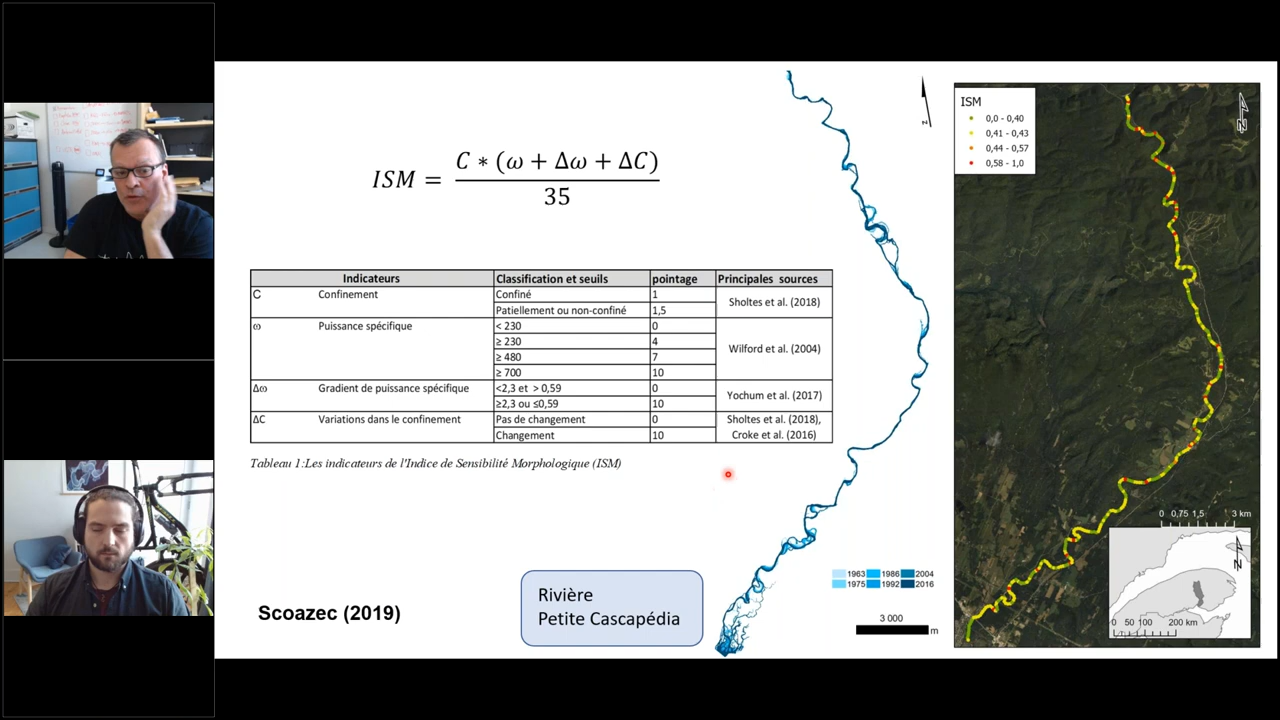 ISM = C ∗ (ω + Δω + ΔC) / 35
Indicateurs Classification et seuils pointage Principales sources
C Confinement Confiné 1 Sholtes et al. (2018)
Patiellement ou non-confiné 1,5
ω Puissance spécifique < 230 0 Wilford et al. (2004)
≥ 230 4
≥ 480 7
≥ 700 10
Δω Gradient de puissance spécifique <2,3 et > 0,59 0 Yochum et al. (2017)
≥2,3 ou ≤0,59 10
ΔC Variations dans le confinement Pas de changement 0 Sholtes et al. (2018),
Changement 10 Croke et al. (2016)
Tableau 1:Les indicateurs de l'Indice de Sensibilité Morphologique (ISM)
Scoazec (2019)
Rivière
Petite Cascapédia
N
1963 1986 2004
1975 1992 2016
3 000
m
ISM
0,0 - 0,40
0,41 - 0,43
0,44 - 0,57
0,58 - 1,0
N
0 0,75 1,5 3 km
N
0 50 100 200 km